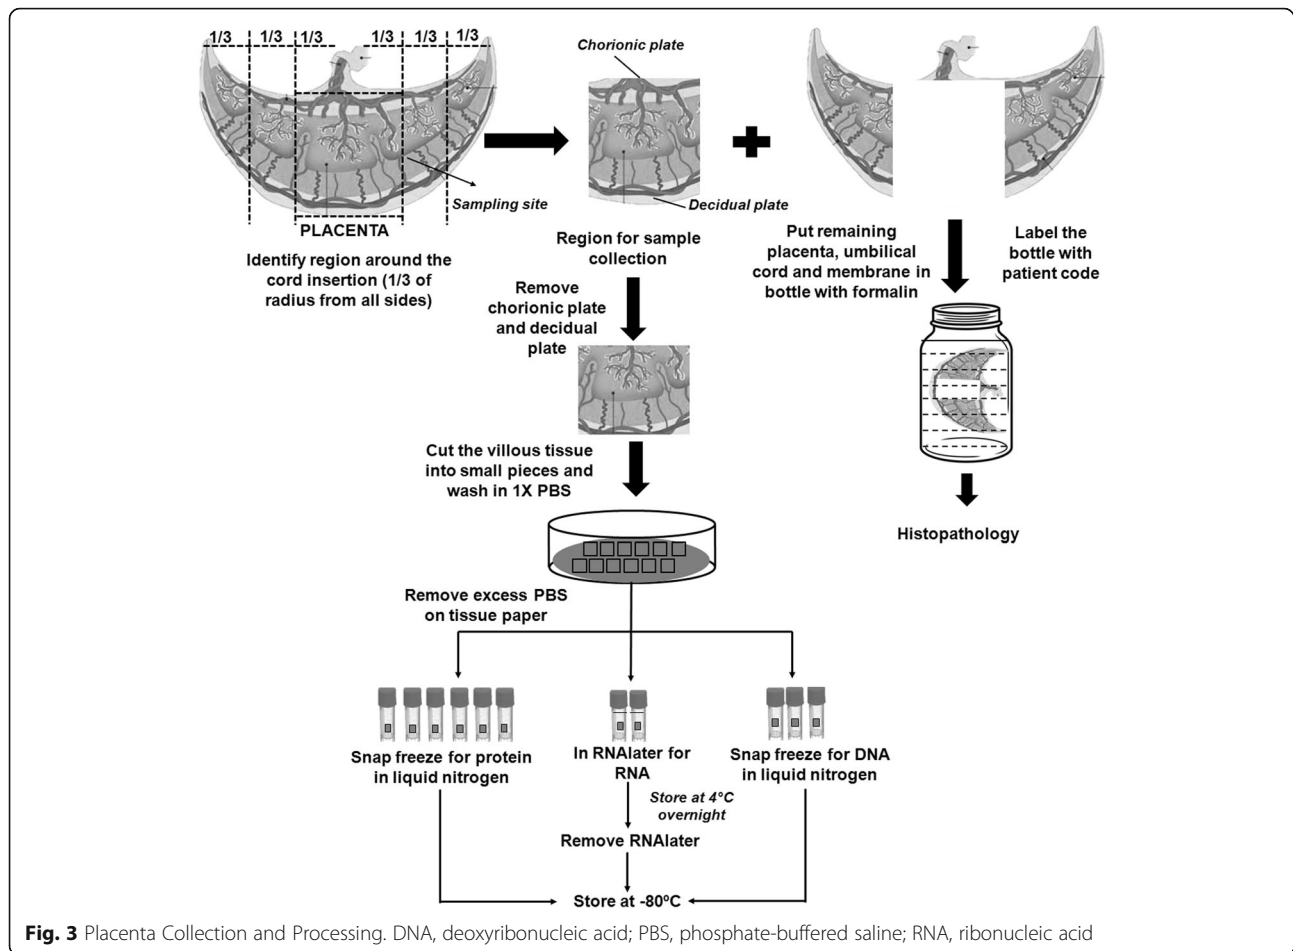 1/3 1/3 1/3 1/3 1/3 1/3
Chorionic plate
Sampling site
Decidual plate
PLACENTA
Identify region around the
cord insertion (1/3 of
radius from all sides)
Region for sample
collection
Put remaining
placenta, umbilical
cord and membrane in
bottle with formalin
Label the
bottle with
patient code
Remove
chorionic plate
and decidual
plate
Cut the villous tissue
into small pieces and
wash in 1X PBS
Histopathology
Remove excess PBS
on tissue paper
Snap freeze for protein
in liquid nitrogen
In RNAlater for
RNA
Snap freeze for DNA
in liquid nitrogen
Store at 4°C
overnight
Remove RNAlater
Store at -80ºC
Fig. 3 Placenta Collection and Processing. DNA, deoxyribonucleic acid; PBS, phosphate-buffered saline; RNA, ribonucleic acid